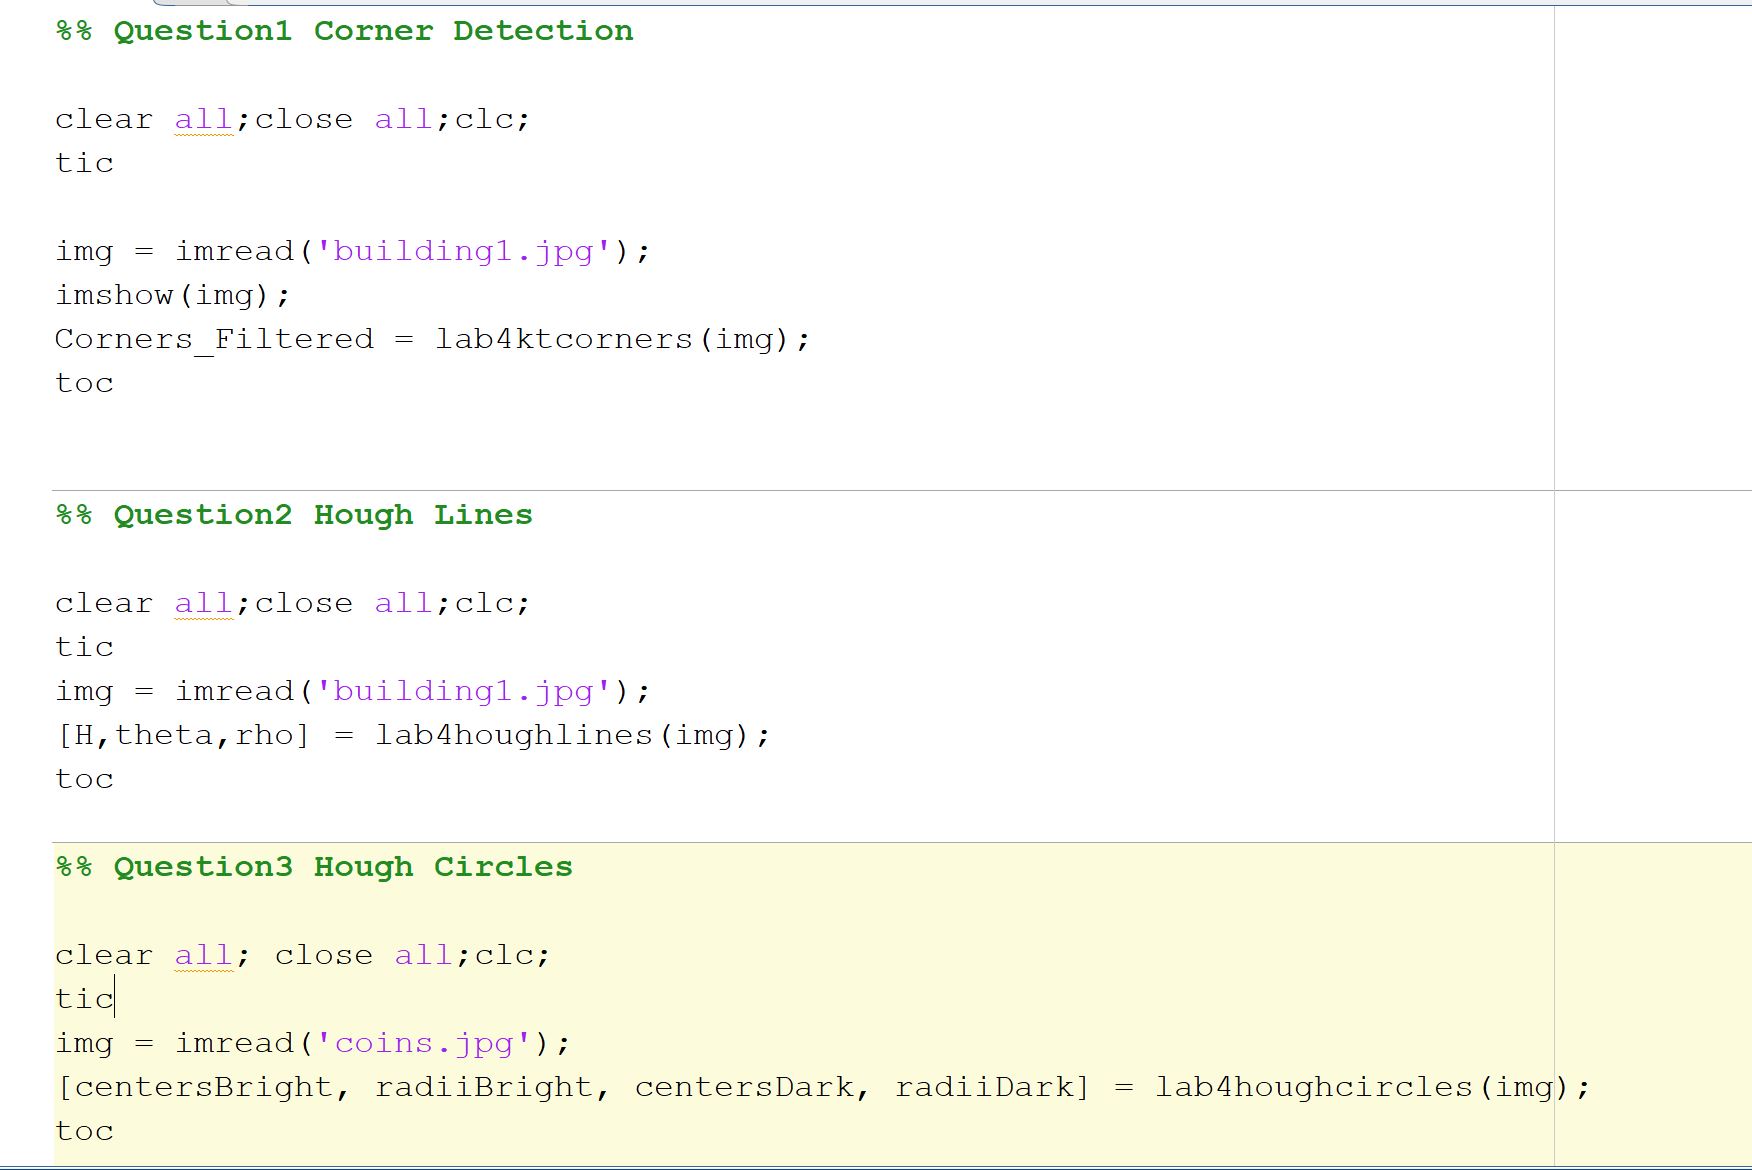 %% Question1 Corner Detection
clear all;close all;clc;
tic
img = imread('building1.jpg');
imshow(img);
Corners_Filtered = lab4ktcorners(img);
toc
%% Question2 Hough Lines
clear all;close all;clc;
tic
img = imread('building1.jpg');
[H,theta,rho] = lab4houghlines(img);
toc
%% Question3 Hough Circles
clear all; close all;clc;
tic
img = imread('coins.jpg');
[centersBright, radiiBright, centersDark, radiiDark] = lab4houghcircles(img);
toc